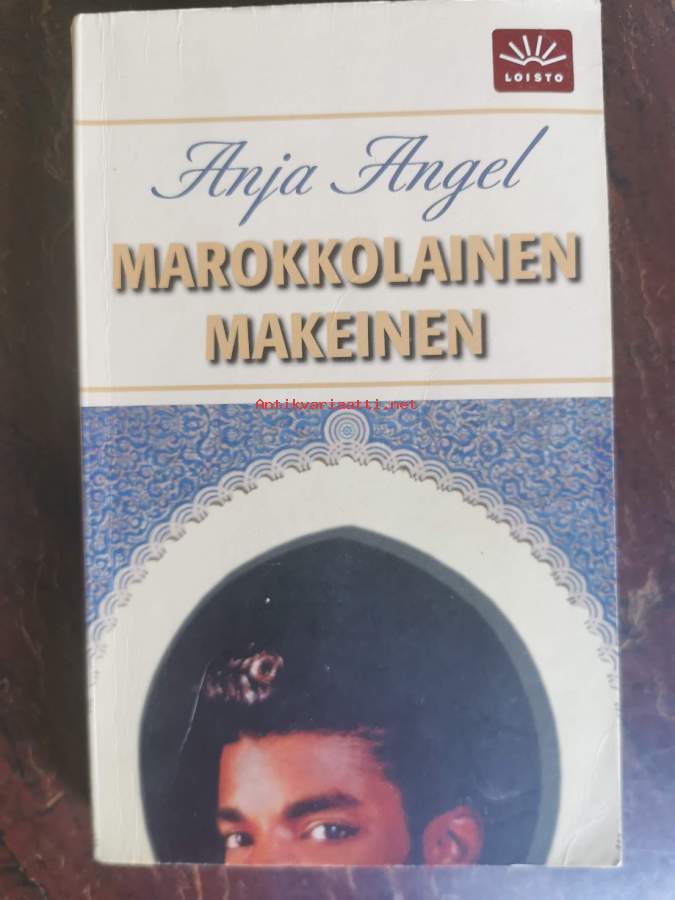 LOISTO
Anja Angel
MAROKKOLAINEN
MAKEINEN
Antikvariaatti.net